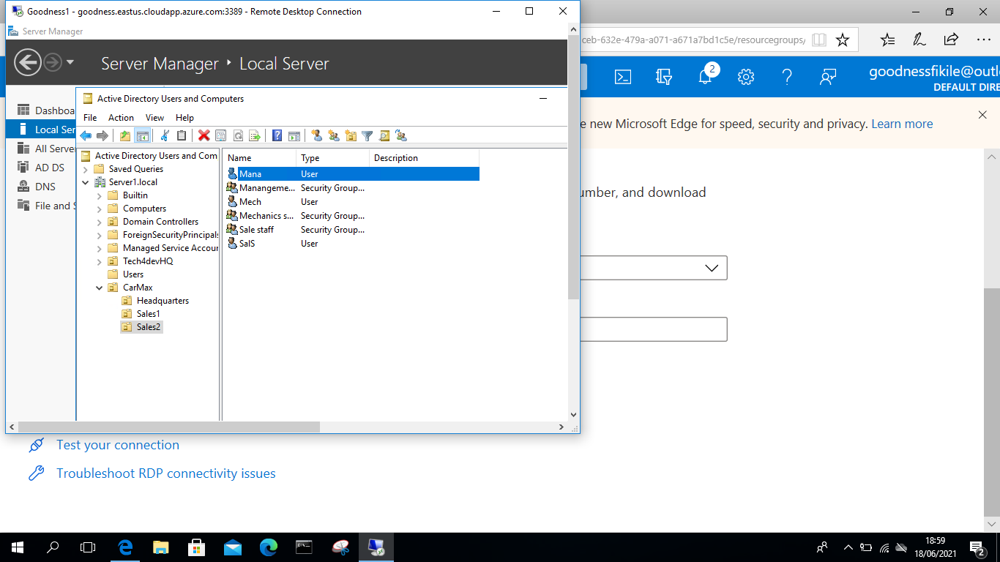 Goodness1 - goodness.eastus.cloudapp.azure.com:3389 - Remote Desktop Connection
Server Manager
ceb-632e-479a-a071-a671a7bd1c5e/resourcegroups/
Server Manager
Local Server
2
goodnessfikile@outlo
DEFAULT DIRE
Dashboa
Local Ser
All Server
AD DS
DNS
File and S
Active Directory Users and Computers
File Action View Help
Active Directory Users and Com
Saved Queries
Server1.local
Builtin
Computers
Domain Controllers
ForeignSecurityPrincipals
Managed Service Accour
Tech4devHQ
Users
CarMax
Headquarters
Sales1
Sales2
Name Type Description
Mana User
Manangeme... Security Group...
Mech User
Mechanics s... Security Group...
Sale staff Security Group...
SalS User
e new Microsoft Edge for speed, security and privacy. Learn more
umber, and download
Test your connection
Troubleshoot RDP connectivity issues
18:59
18/06/2021
2